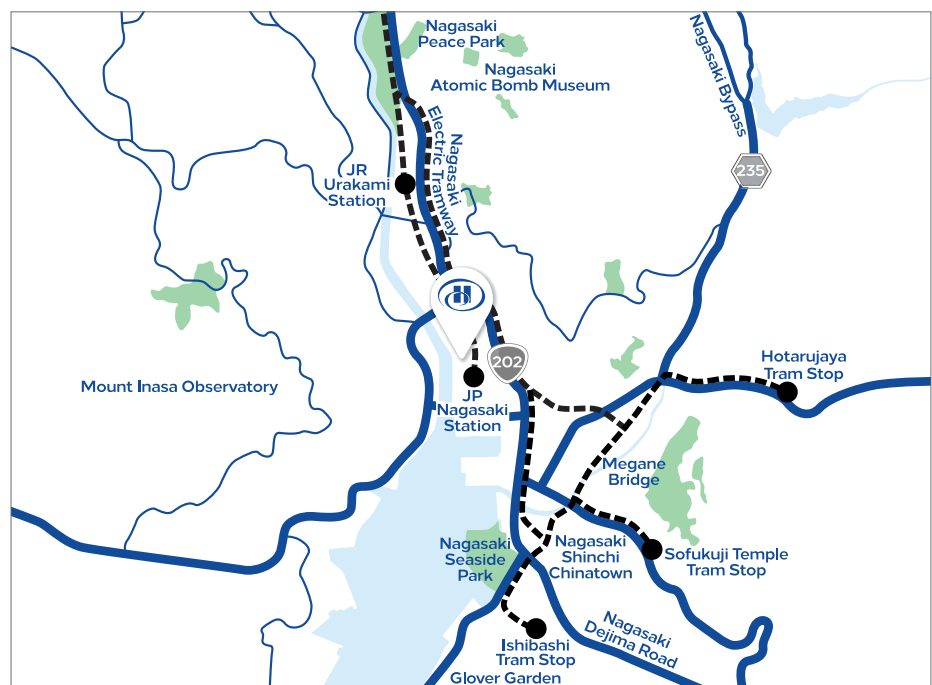 Nagasaki
Peace Park
Nagasaki
Atomic Bomb Museum
Nagasaki Bypass
Nagasaki
Electric Tramway
235
JR
Urakami
Station
H
202
Hotarujaya
Tram Stop
Mount Inasa Observatory
JP
Nagasaki
Station
Megane
Bridge
Nagasaki
Seaside
Park
Nagasaki
Shinchi
Chinatown
Sofukuji Temple
Tram Stop
Nagasaki
Dejima Road
Ishibashi
Tram Stop
Glover Garden